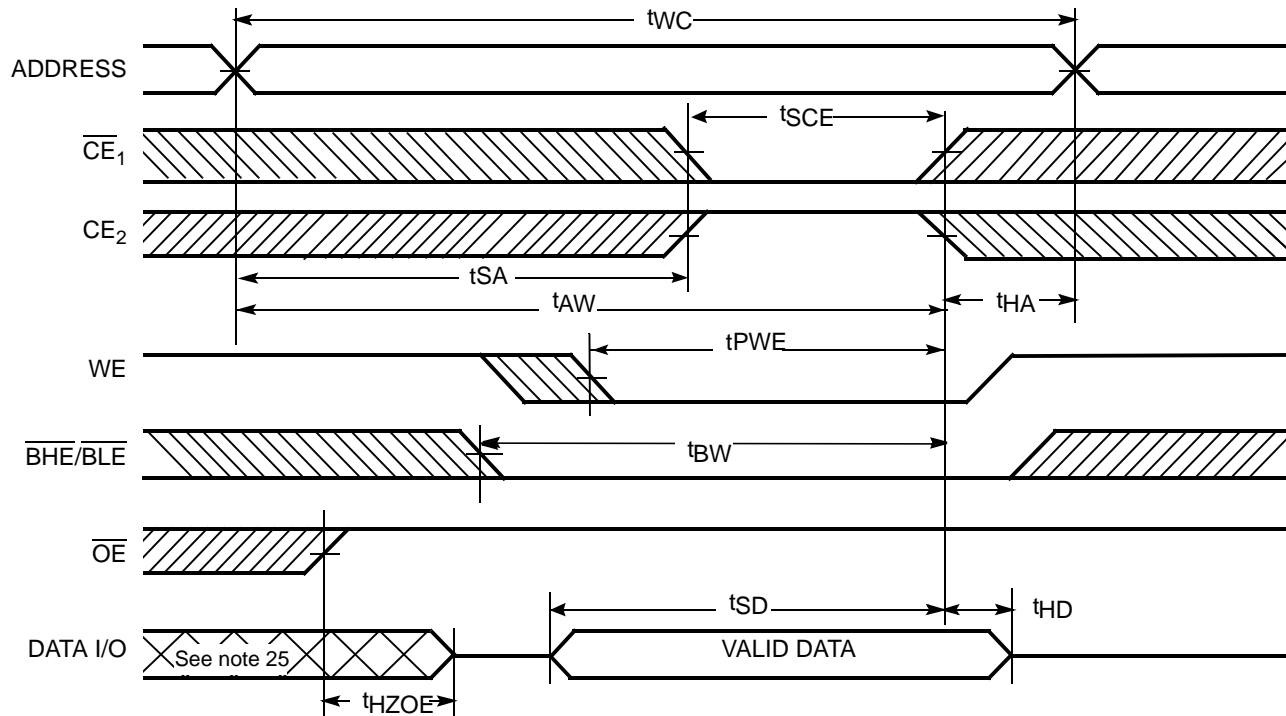 tWC
ADDRESS
tSCE
CE1
CE2
tSA
tAW
tHA
tPWE
WE
BHE/BLE
tBW
OE
tSD
tHD
DATA I/O
See note 25
VALID DATA
tHZOE